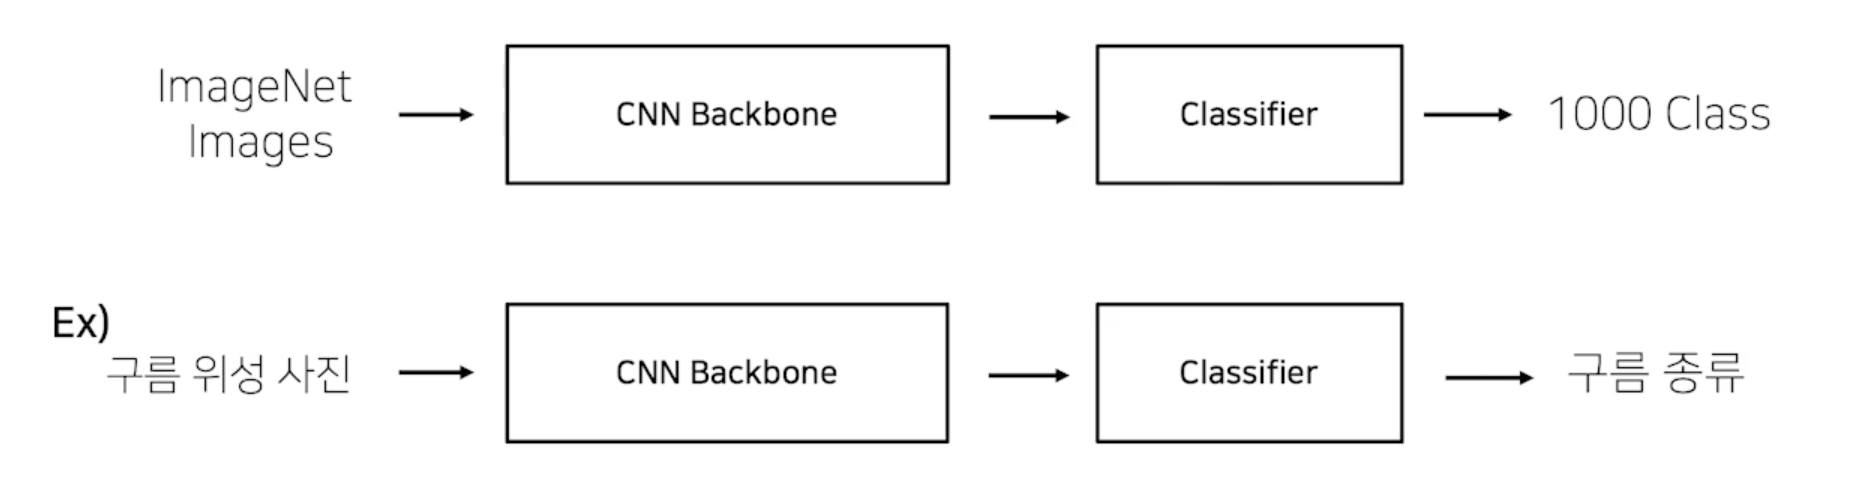 ImageNet
Images
CNN Backbone
Classifier
1000 Class
Ex)
구름 위성 사진
CNN Backbone
Classifier
구름 종류